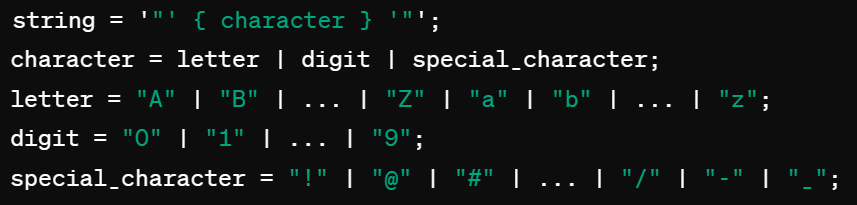 string = '"' { character } '"';
character = letter | digit | special_character;
letter = "A" | "B" | ... | "Z" | "a" | "b" | ... | "z";
digit = "0" | "1" | ... | "9";
special_character = "!" | "@" | "#" | ... | "/" | "-" | "_";